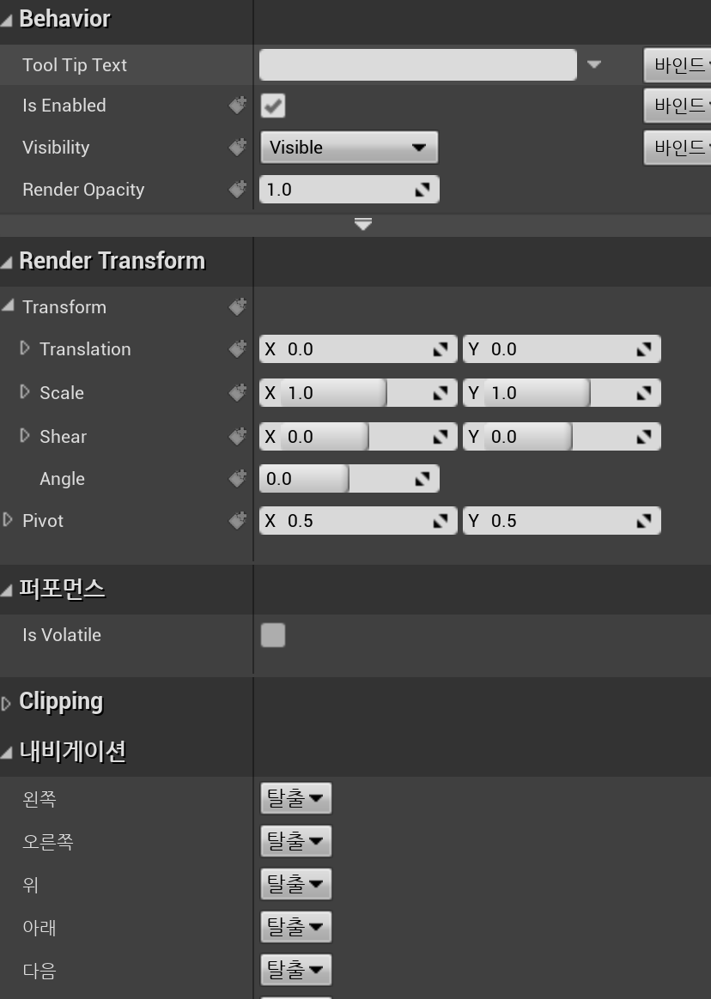 Behavior
Tool Tip Text 바인드
Is Enabled 바인드
Visibility Visible 바인드
Render Opacity 1.0
Render Transform
Transform
Translation X 0.0 Y 0.0
Scale X 1.0 Y 1.0
Shear X 0.0 Y 0.0
Angle 0.0
Pivot X 0.5 Y 0.5
퍼포먼스
Is Volatile
Clipping
내비게이션
왼쪽 탈출
오른쪽 탈출
위 탈출
아래 탈출
다음 탈출